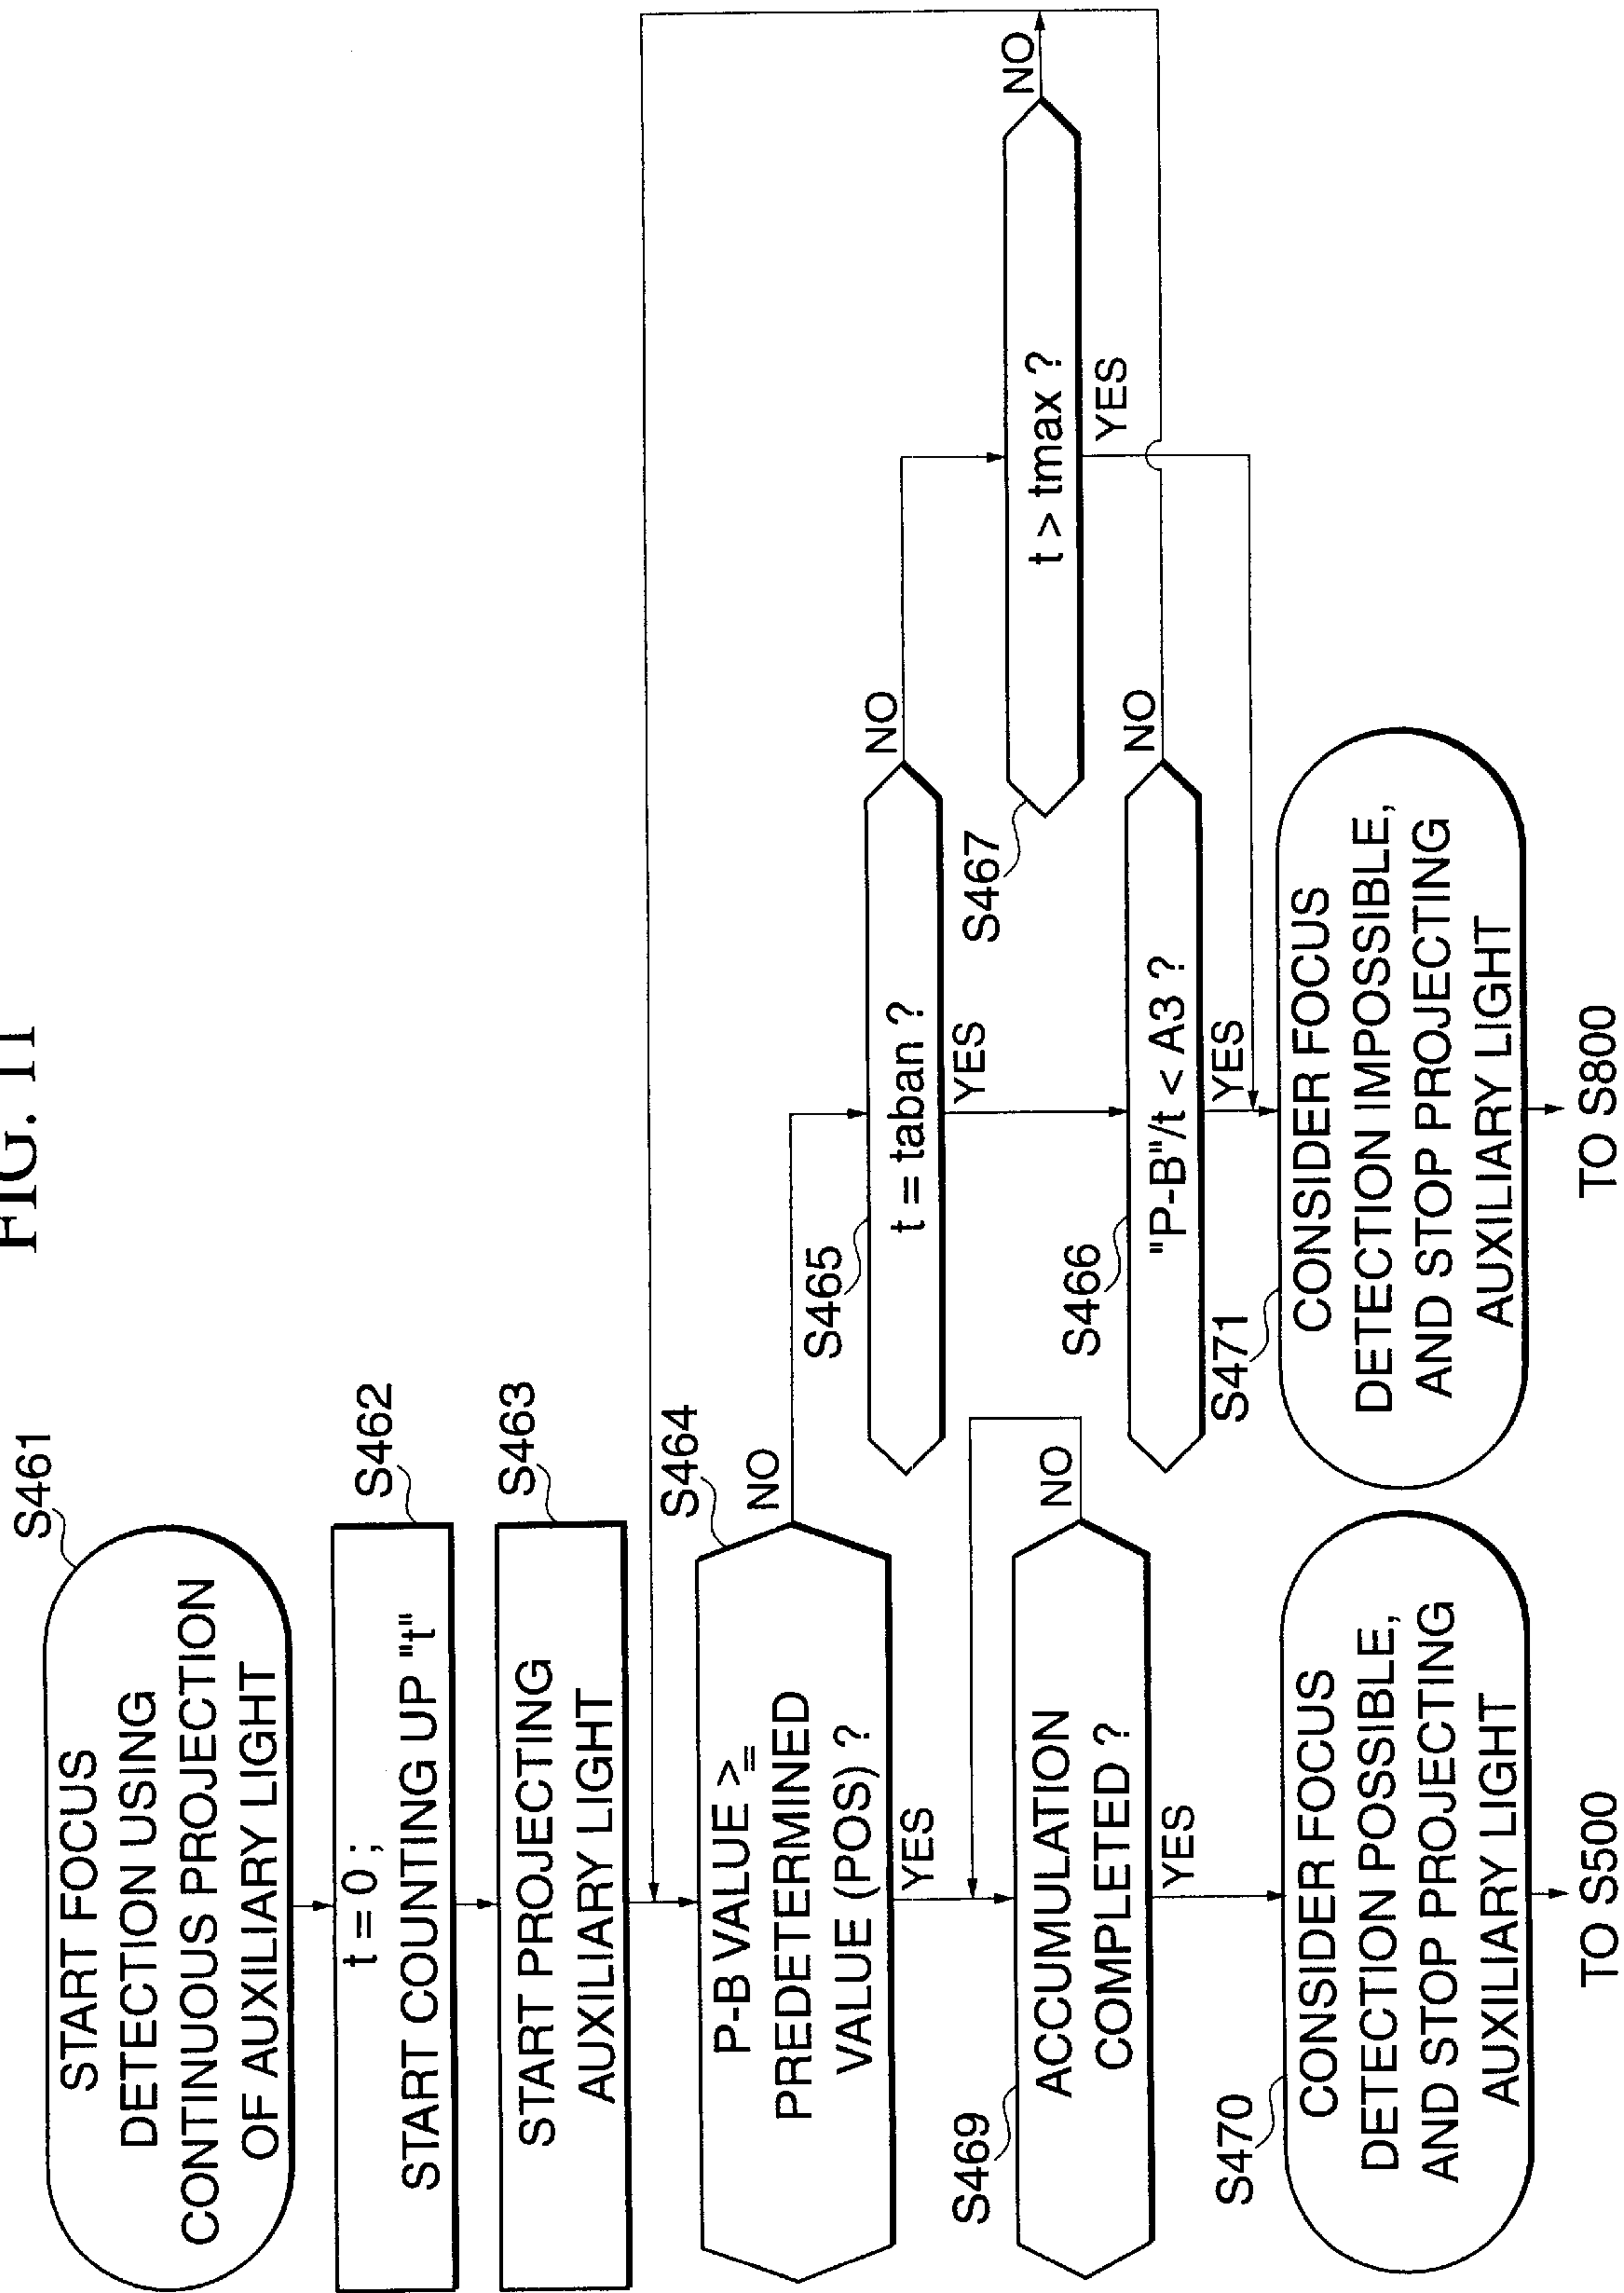 FIG. 11
S461
START FOCUS
DETECTION USING
CONTINUOUS PROJECTION
OF AUXILIARY LIGHT
S462
t = 0 ;
START COUNTING UP "t"
S463
START PROJECTING
AUXILIARY LIGHT
S464
P-B VALUE ≧
PREDETERMINED
VALUE (POS) ?
NO
YES
S465
t = taban ?
NO
YES
S467
t > tmax ?
NO
YES
S466
"P-B"/t < A3 ?
NO
YES
S469
ACCUMULATION
COMPLETED ?
NO
YES
S470
CONSIDER FOCUS
DETECTION POSSIBLE,
AND STOP PROJECTING
AUXILIARY LIGHT
TO S500
S471
CONSIDER FOCUS
DETECTION IMPOSSIBLE,
AND STOP PROJECTING
AUXILIARY LIGHT
TO S800